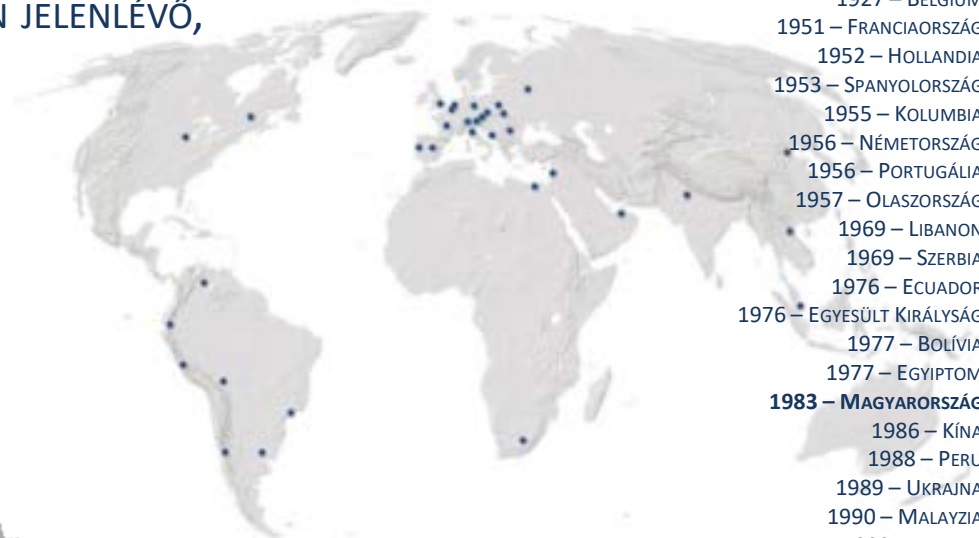 N JELENLÉVŐ,
1927 – BELGIUM
1951 – FRANCIAORSZÁG
1952 – HOLLANDIA
1953 – SPANYOLORSZÁG
1955 – KOLUMBIA
1956 – NÉMETORSZÁG
1956 – PORTUGÁLIA
1957 – OLASZORSZÁG
1969 – LIBANON
1969 – SZERBIA
1976 – ECUADOR
1976 – EGYESÜLT KIRÁLYSÁG
1977 – BOLÍVIA
1977 – EGYIPTOM
1983 – MAGYARORSZÁG
1986 – KÍNA
1988 – PERU
1989 – UKRAJNA
1990 – MALAYZIA